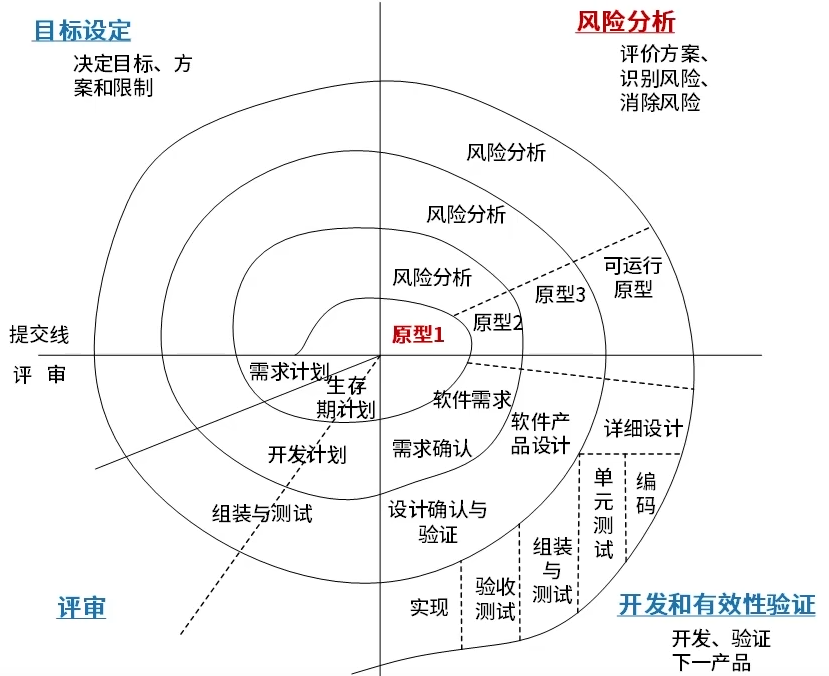 目标设定
决定目标、方
案和限制
风险分析
评价方案、
识别风险、
消除风险
风险分析
风险分析
风险分析
可运行
原型
原型3
原型2
原型1
提交线
评 审
需求计划
生存
期计划
软件需求
软件产
品设计
详细设计
开发计划
需求确认
单
元
测
试
编
码
组装与测试
设计确认与
验证
组装
与
测试
验收
测试
实现
评审
开发和有效性验证
开发、验证
下一产品